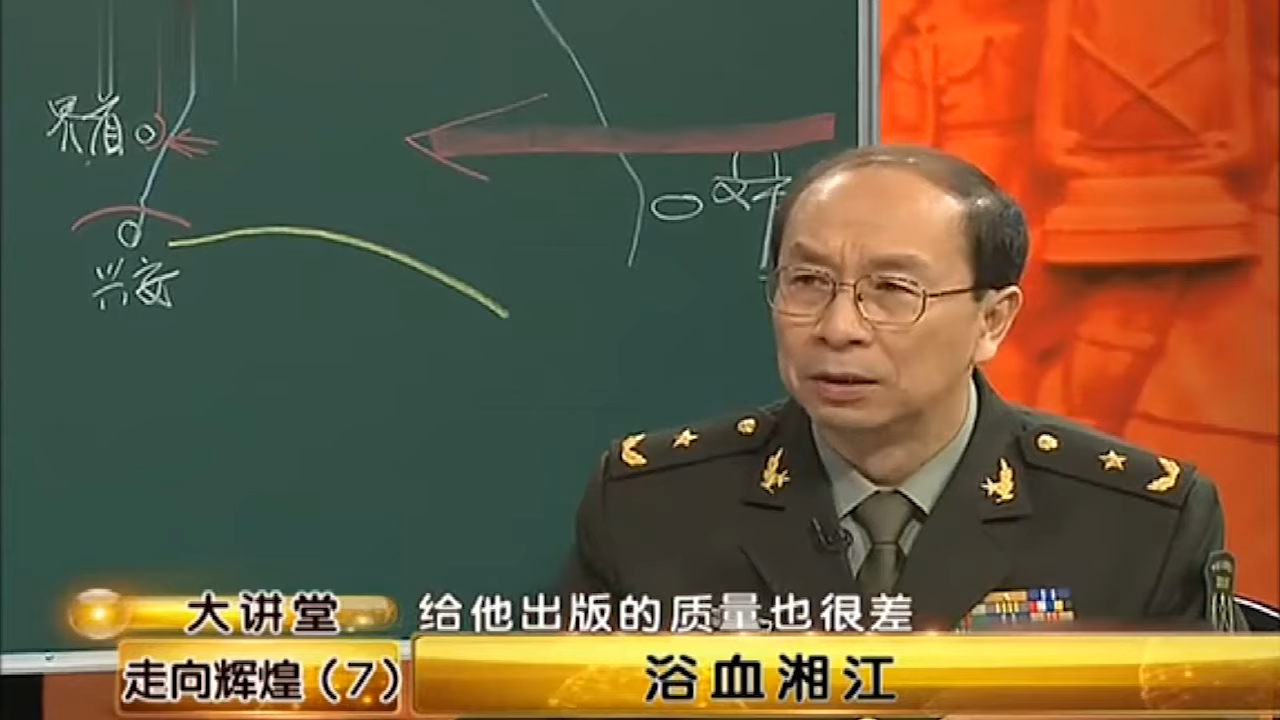 界首
文
兴安
大讲堂
给他出版的质量也很差
走向辉煌（7）
浴血湘江